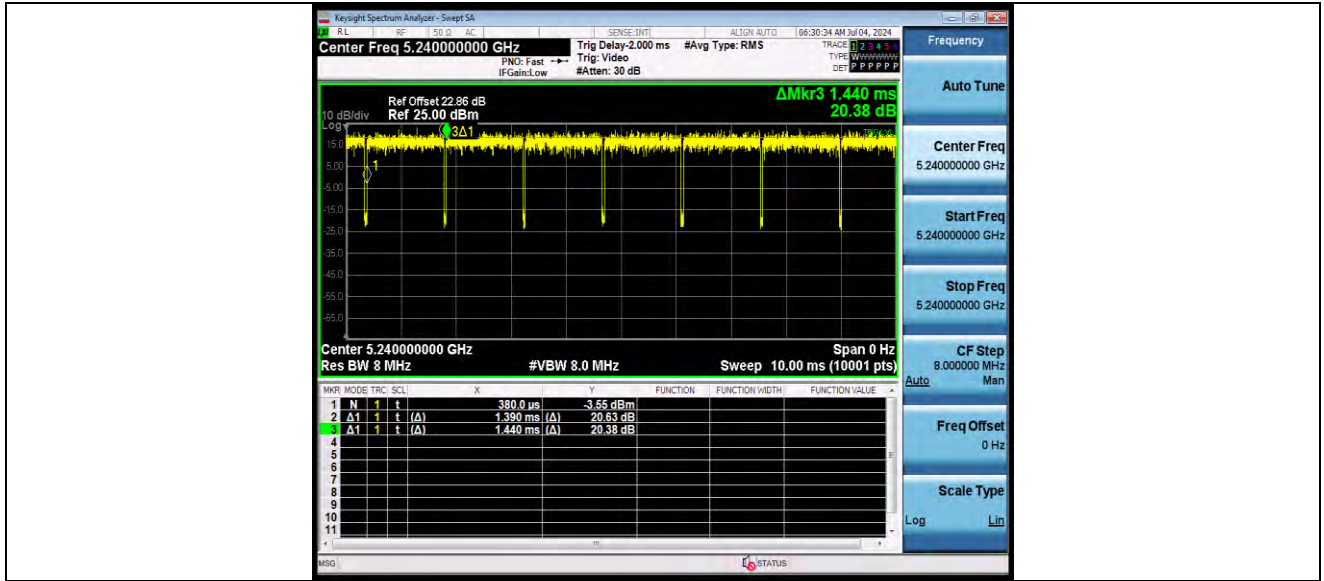 Keysight Spectrum Analyzer - Swept SA
RL RF 50 Ω AC SENSE:INT ALIGN AUTO 06:30:34 AM Jul 04, 2024
Center Freq 5.240000000 GHz
PNO: Fast
IFGain:Low
Trig Delay-2.000 ms
Trig: Video
#Atten: 30 dB
#Avg Type: RMS
TRACE 1 2 3 4 5 6
TYPE WWWWWW
DET P P P P P P
ΔMkr3 1.440 ms
20.38 dB
Ref Offset 22.86 dB
10 dB/div Ref 25.00 dBm
Log
3Δ1
1
15.0
5.00
-5.00
-15.0
-25.0
-35.0
-45.0
-55.0
-65.0
Center 5.240000000 GHz Span 0 Hz
Res BW 8 MHz #VBW 8.0 MHz Sweep 10.00 ms (10001 pts)
MKR MODE TRC SCL X Y FUNCTION FUNCTION WIDTH FUNCTION VALUE
1 N 1 t 380.0 µs -3.55 dBm
2 Δ1 1 t (Δ) 1.390 ms (Δ) 20.63 dB
3 Δ1 1 t (Δ) 1.440 ms (Δ) 20.38 dB
4
5
6
7
8
9
10
11
MSG STATUS
Frequency
Auto Tune
Center Freq
5.240000000 GHz
Start Freq
5.240000000 GHz
Stop Freq
5.240000000 GHz
CF Step
8.000000 MHz
Auto Man
Freq Offset
0 Hz
Scale Type
Log Lin